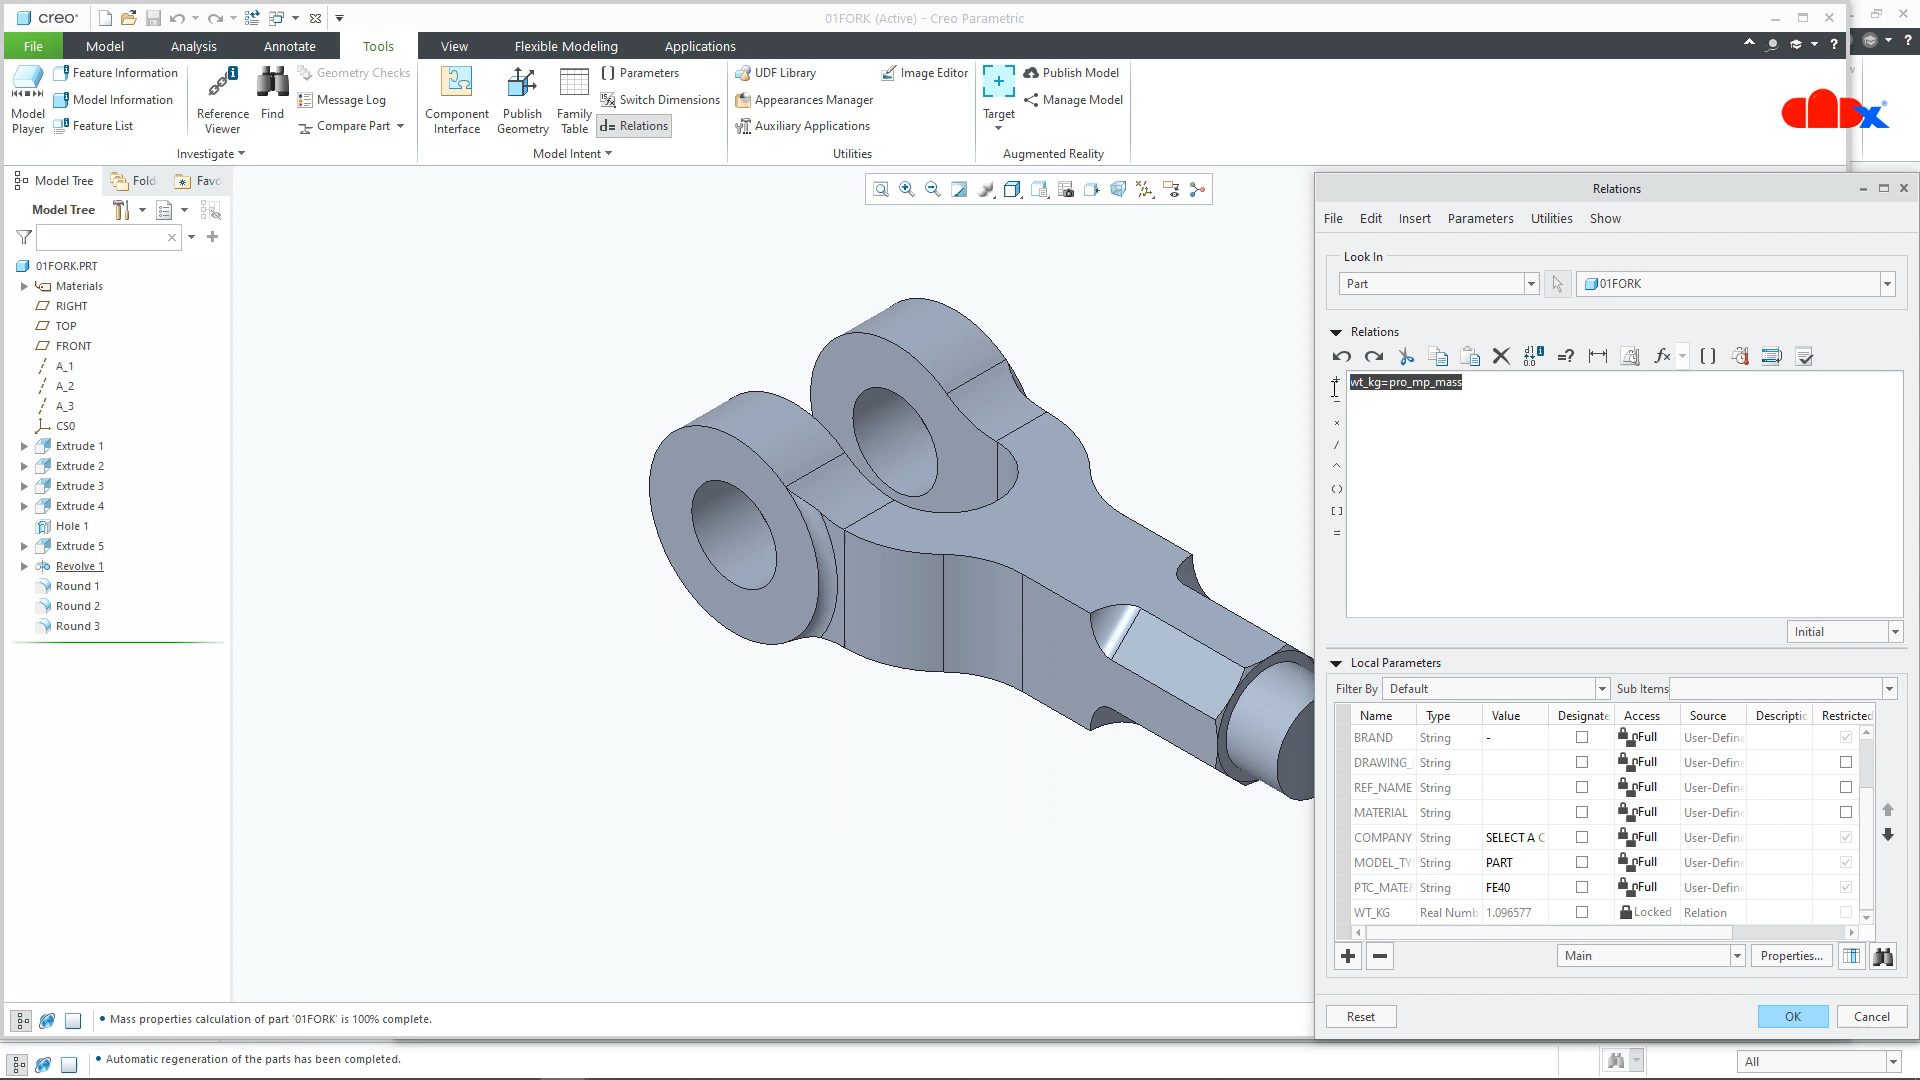 creo
01FORK (Active) - Creo Parametric
File
Model
Analysis
Annotate
Tools
View
Flexible Modeling
Applications
Model Player
Feature Information
Model Information
Feature List
Reference Viewer
Find
Geometry Checks
Message Log
Compare Part
Investigate
Component Interface
Publish Geometry
Family Table
Parameters
Switch Dimensions
d= Relations
Model Intent
UDF Library
Appearances Manager
Auxiliary Applications
Image Editor
Utilities
Target
Publish Model
Manage Model
Augmented Reality
Model Tree
Fold
Favo
Model Tree
01FORK.PRT
Materials
RIGHT
TOP
FRONT
A_1
A_2
A_3
CS0
Extrude 1
Extrude 2
Extrude 3
Extrude 4
Hole 1
Extrude 5
Revolve 1
Round 1
Round 2
Round 3
Relations
File Edit Insert Parameters Utilities Show
Look In
Part
01FORK
Relations
wt_kg=pro_mp_mass
Initial
Local Parameters
Filter By Default Sub Items
Name Type Value Designate Access Source Descriptic Restricted
BRAND String - Full User-Define
DRAWING_ String Full User-Define
REF_NAME String Full User-Define
MATERIAL String Full User-Define
COMPANY String SELECT A C Full User-Define
MODEL_TY String PART Full User-Define
PTC_MATER String FE40 Full User-Define
WT_KG Real Numb 1.096577 Locked Relation
Main Properties...
Reset OK Cancel
• Mass properties calculation of part '01FORK' is 100% complete.
• Automatic regeneration of the parts has been completed.
All